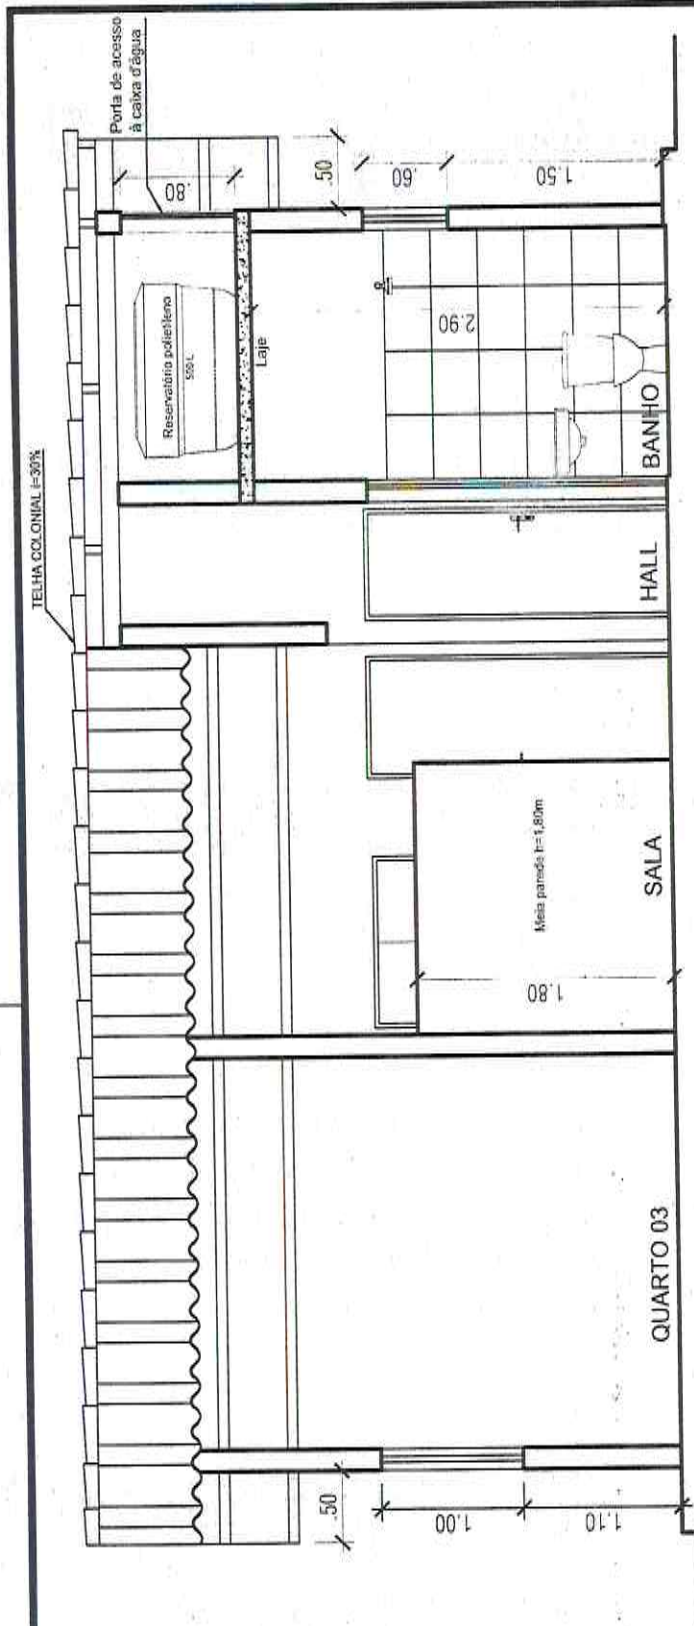 TELHA COLONIAL i=30%
Porta de acesso
à caixa d'água
.80
Reservatório polietileno
500 L
Laje
.50
.60
1.50
2.90
.50
1.00
1.10
1.80
Meia parede h=1,80m
QUARTO 03
SALA
HALL
BANHO